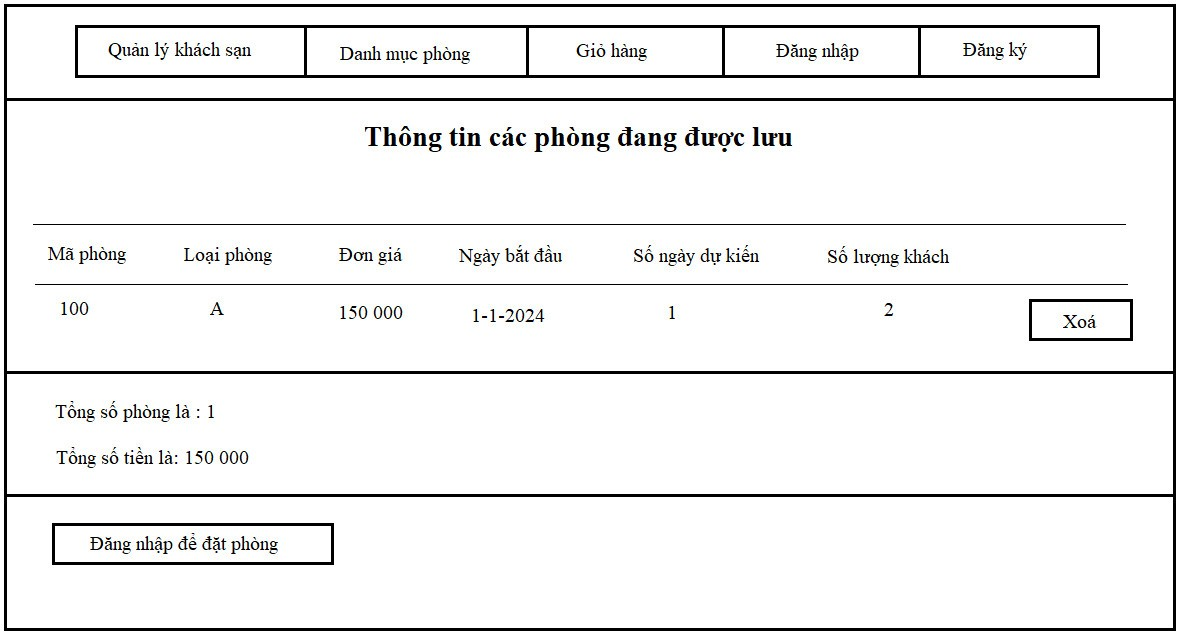 Quản lý khách sạn Danh mục phòng Giỏ hàng Đăng nhập Đăng ký
Thông tin các phòng đang được lưu
Mã phòng Loại phòng Đơn giá Ngày bắt đầu Số ngày dự kiến Số lượng khách
100 A 150 000 1-1-2024 1 2 Xoá
Tổng số phòng là : 1
Tổng số tiền là: 150 000
Đăng nhập để đặt phòng